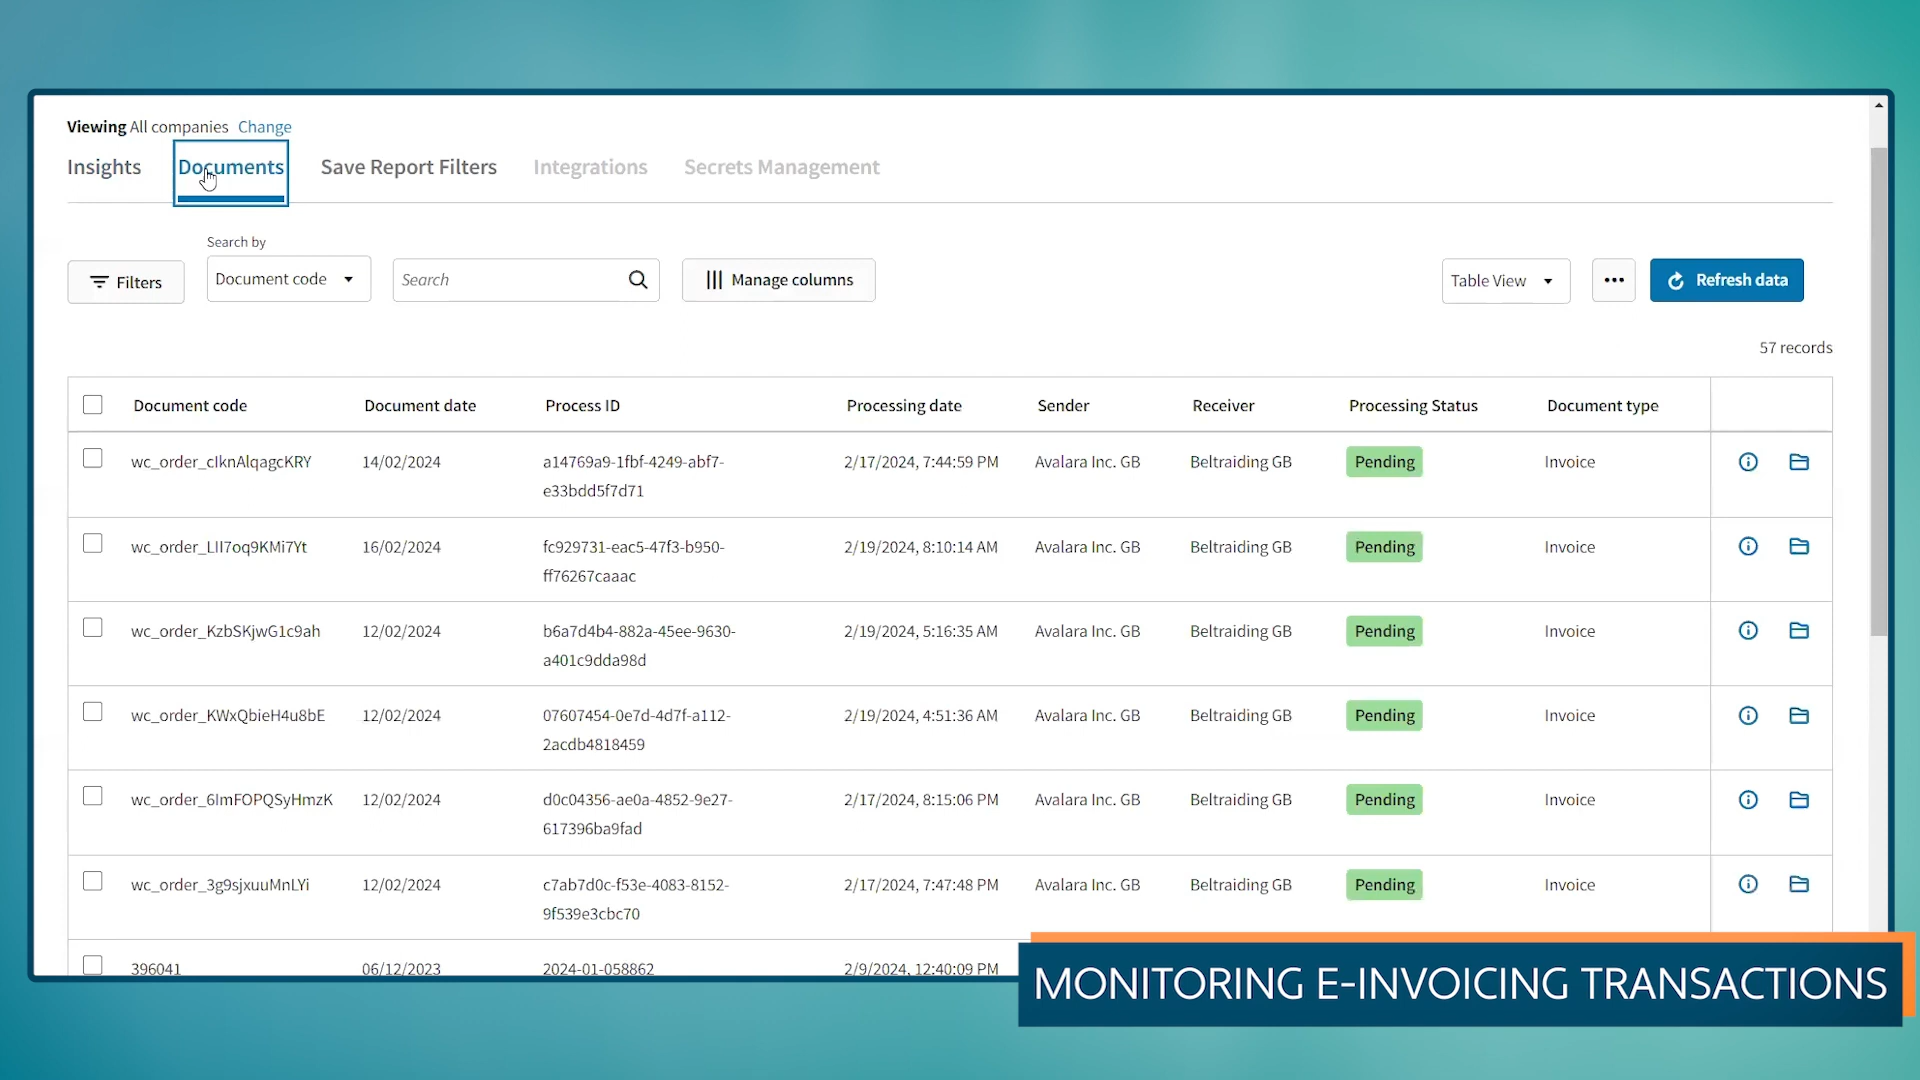 Viewing All companies Change
Insights Documents Save Report Filters Integrations Secrets Management
Search by
Filters Document code Search Manage columns Table View Refresh data
57 records
Document code Document date Process ID Processing date Sender Receiver Processing Status Document type
wc_order_cIknAlqagcKRY 14/02/2024 a14769a9-1fbf-4249-abf7- 2/17/2024, 7:44:59 PM Avalara Inc. GB Beltraiding GB Pending Invoice
e33bdd5f7d71
wc_order_LII7oq9KMi7Yt 16/02/2024 fc929731-eac5-47f3-b950- 2/19/2024, 8:10:14 AM Avalara Inc. GB Beltraiding GB Pending Invoice
ff76267caaac
wc_order_KzbSKjwG1c9ah 12/02/2024 b6a7d4b4-882a-45ee-9630- 2/19/2024, 5:16:35 AM Avalara Inc. GB Beltraiding GB Pending Invoice
a401c9dda98d
wc_order_KWxQbieH4u8bE 12/02/2024 07607454-0e7d-4d7f-a112- 2/19/2024, 4:51:36 AM Avalara Inc. GB Beltraiding GB Pending Invoice
2acdb4818459
wc_order_6ImFOPQSyHmzK 12/02/2024 d0c04356-ae0a-4852-9e27- 2/17/2024, 8:15:06 PM Avalara Inc. GB Beltraiding GB Pending Invoice
617396ba9fad
wc_order_3g9sjxuuMnLYi 12/02/2024 c7ab7d0c-f53e-4083-8152- 2/17/2024, 7:47:48 PM Avalara Inc. GB Beltraiding GB Pending Invoice
9f539e3cbc70
396041 06/12/2023 2024-01-058862 2/9/2024, 12:40:09 PM
MONITORING E-INVOICING TRANSACTIONS